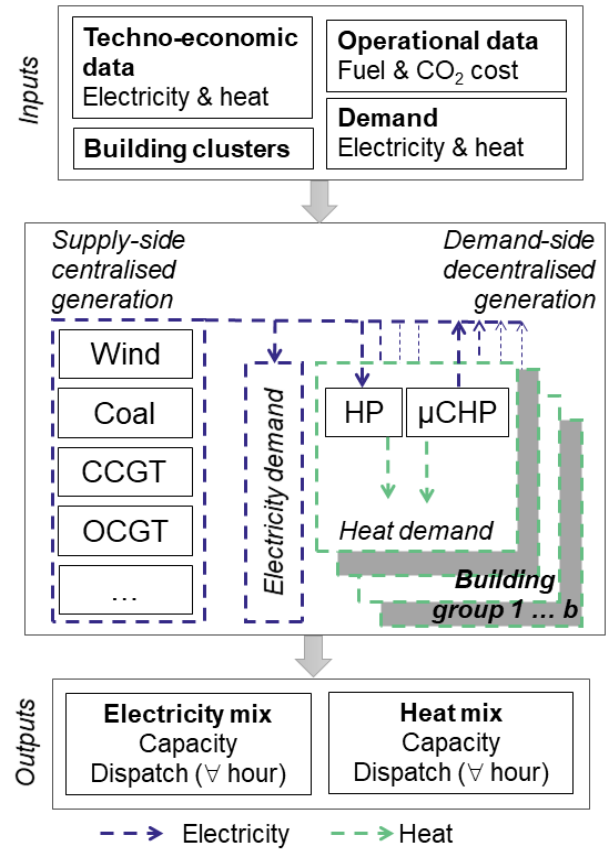 Inputs
Techno-economic
data
Electricity & heat
Building clusters
Operational data
Fuel & CO₂ cost
Demand
Electricity & heat
Supply-side
centralised
generation
Demand-side
decentralised
generation
Wind
Coal
CCGT
OCGT
...
Electricity demand
HP
µCHP
Heat demand
Building
group 1 ... b
Outputs
Electricity mix
Capacity
Dispatch (∀ hour)
Heat mix
Capacity
Dispatch (∀ hour)
Electricity
Heat